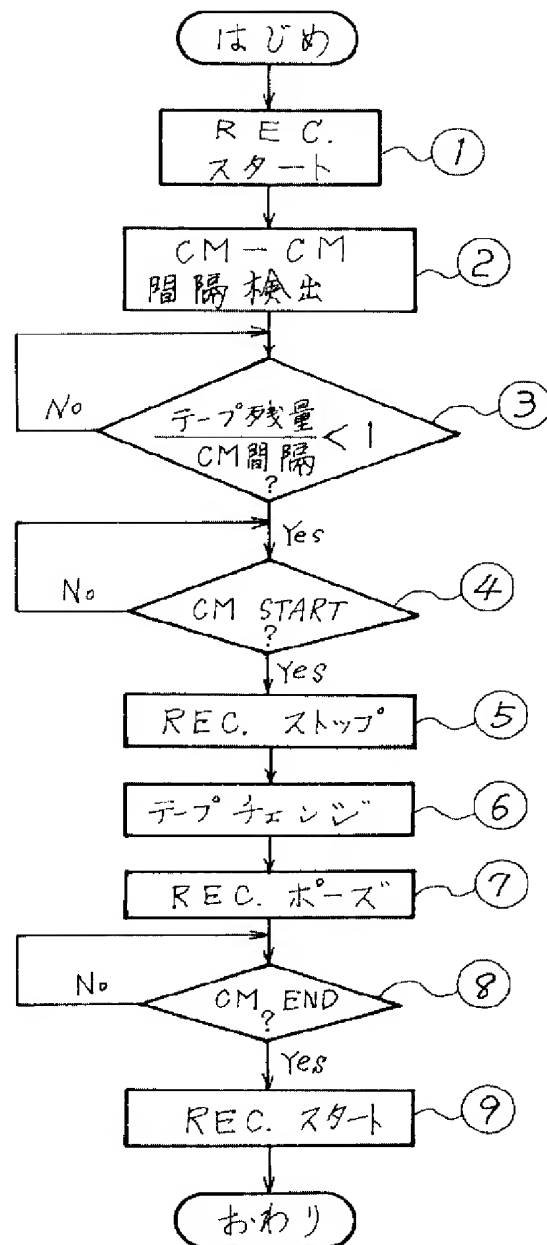 はじめ
REC.
スタート
①
CM-CM
間隔検出
②
No
テープ残量
CM間隔
< 1
?
③
Yes
No
CM START
?
④
Yes
REC. ストップ
⑤
テープチェンジ
⑥
REC. ポーズ
⑦
No
CM END
?
⑧
Yes
REC. スタート
⑨
おわり